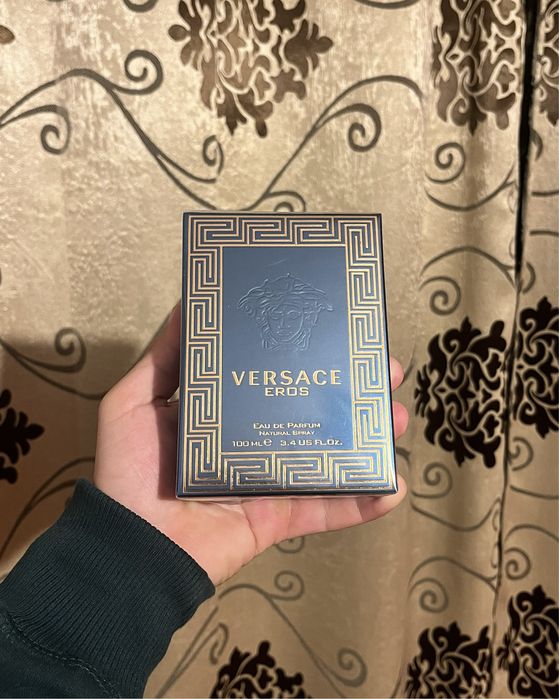 VERSACE
EROS
EAU DE PARFUM
NATURAL SPRAY
100 ML℮ 3.4 US FL.OZ.